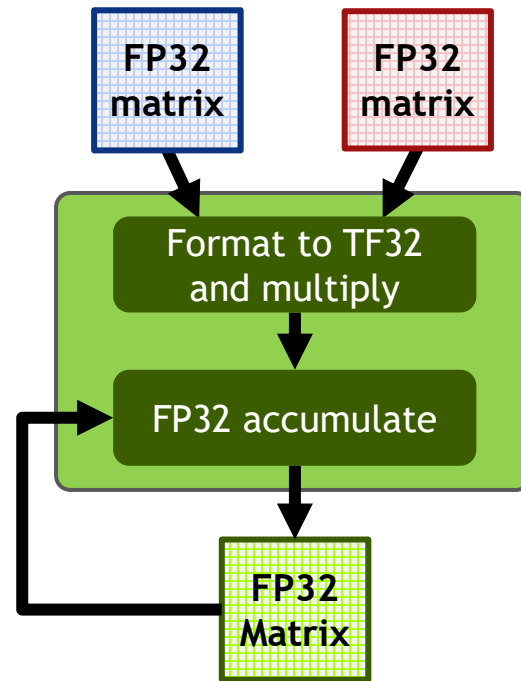 FP32
matrix
FP32
matrix
Format to TF32
and multiply
FP32 accumulate
FP32
Matrix